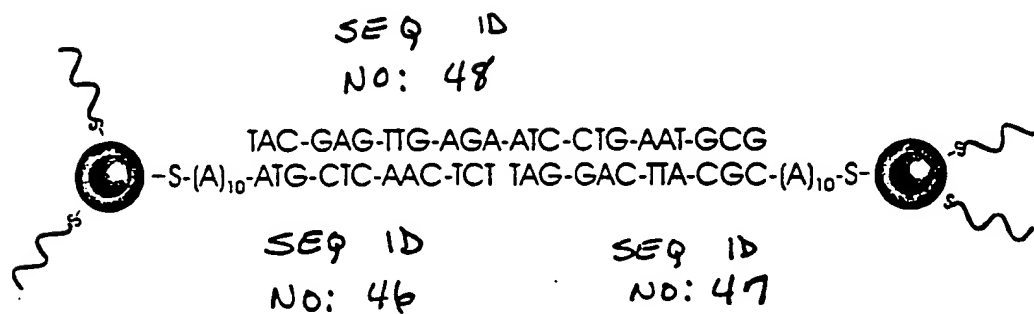 SEQ ID
NO: 48
TAC-GAG-TTG-AGA-ATC-CTG-AAT-GCG
-S-(A)10-ATG-CTC-AAC-TCT TAG-GAC-TTA-CGC-(A)10-S-
SEQ ID
NO: 46
SEQ ID
NO: 47
S
S
S
S